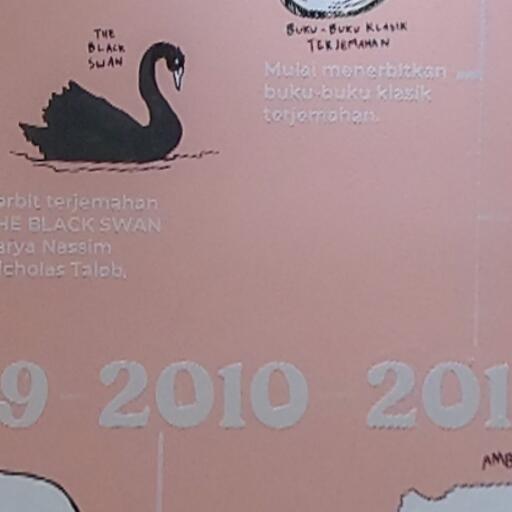 THE
BLACK
SWAN
BUKU-BUKU KLASIK
TERJEMAHAN
Mulai menerbitkan
buku-buku klasik
terjemahan.
erbit terjemahan
HE BLACK SWAN
arya Nassim
icholas Taleb.
9 2010 201
AMB